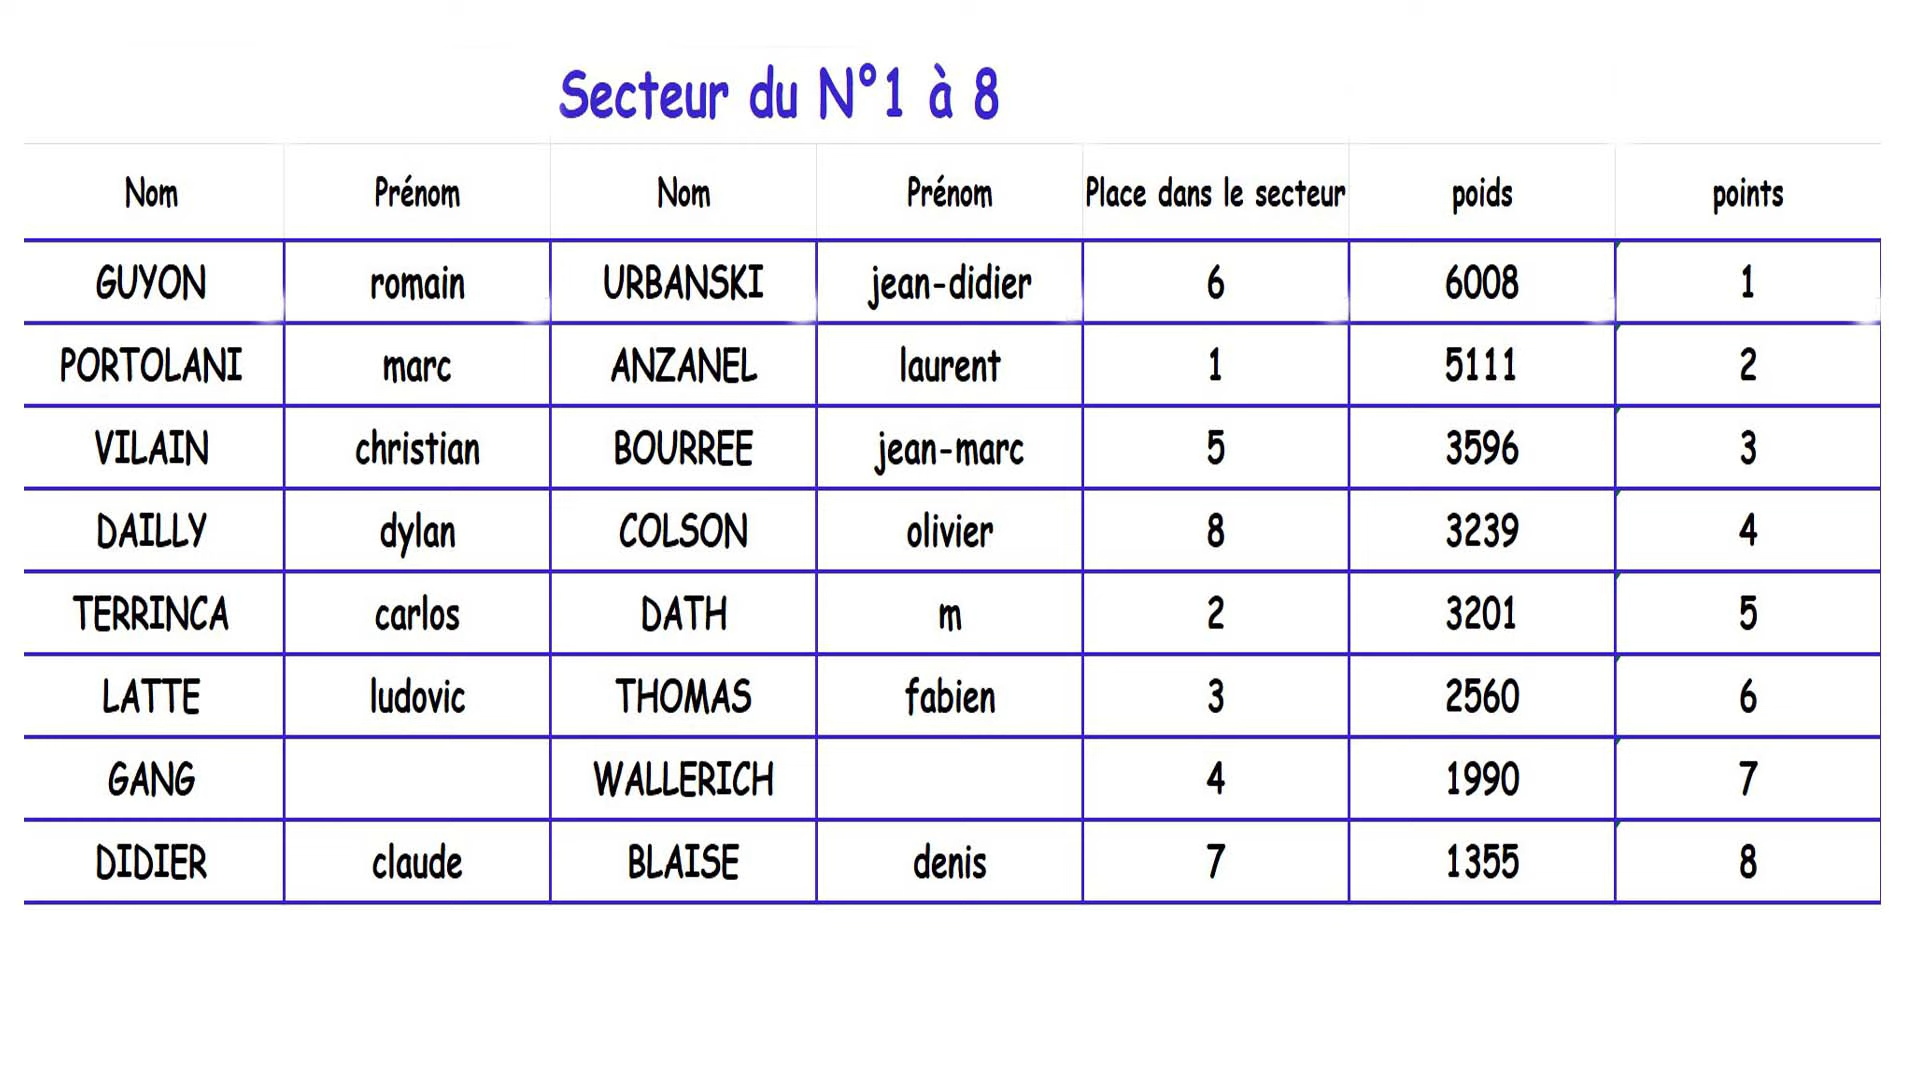 Secteur du N°1 à 8
Nom Prénom Nom Prénom Place dans le secteur poids points
GUYON romain URBANSKI jean-didier 6 6008 1
PORTOLANI marc ANZANEL laurent 1 5111 2
VILAIN christian BOURREE jean-marc 5 3596 3
DAILLY dylan COLSON olivier 8 3239 4
TERRINCA carlos DATH m 2 3201 5
LATTE ludovic THOMAS fabien 3 2560 6
GANG WALLERICH 4 1990 7
DIDIER claude BLAISE denis 7 1355 8